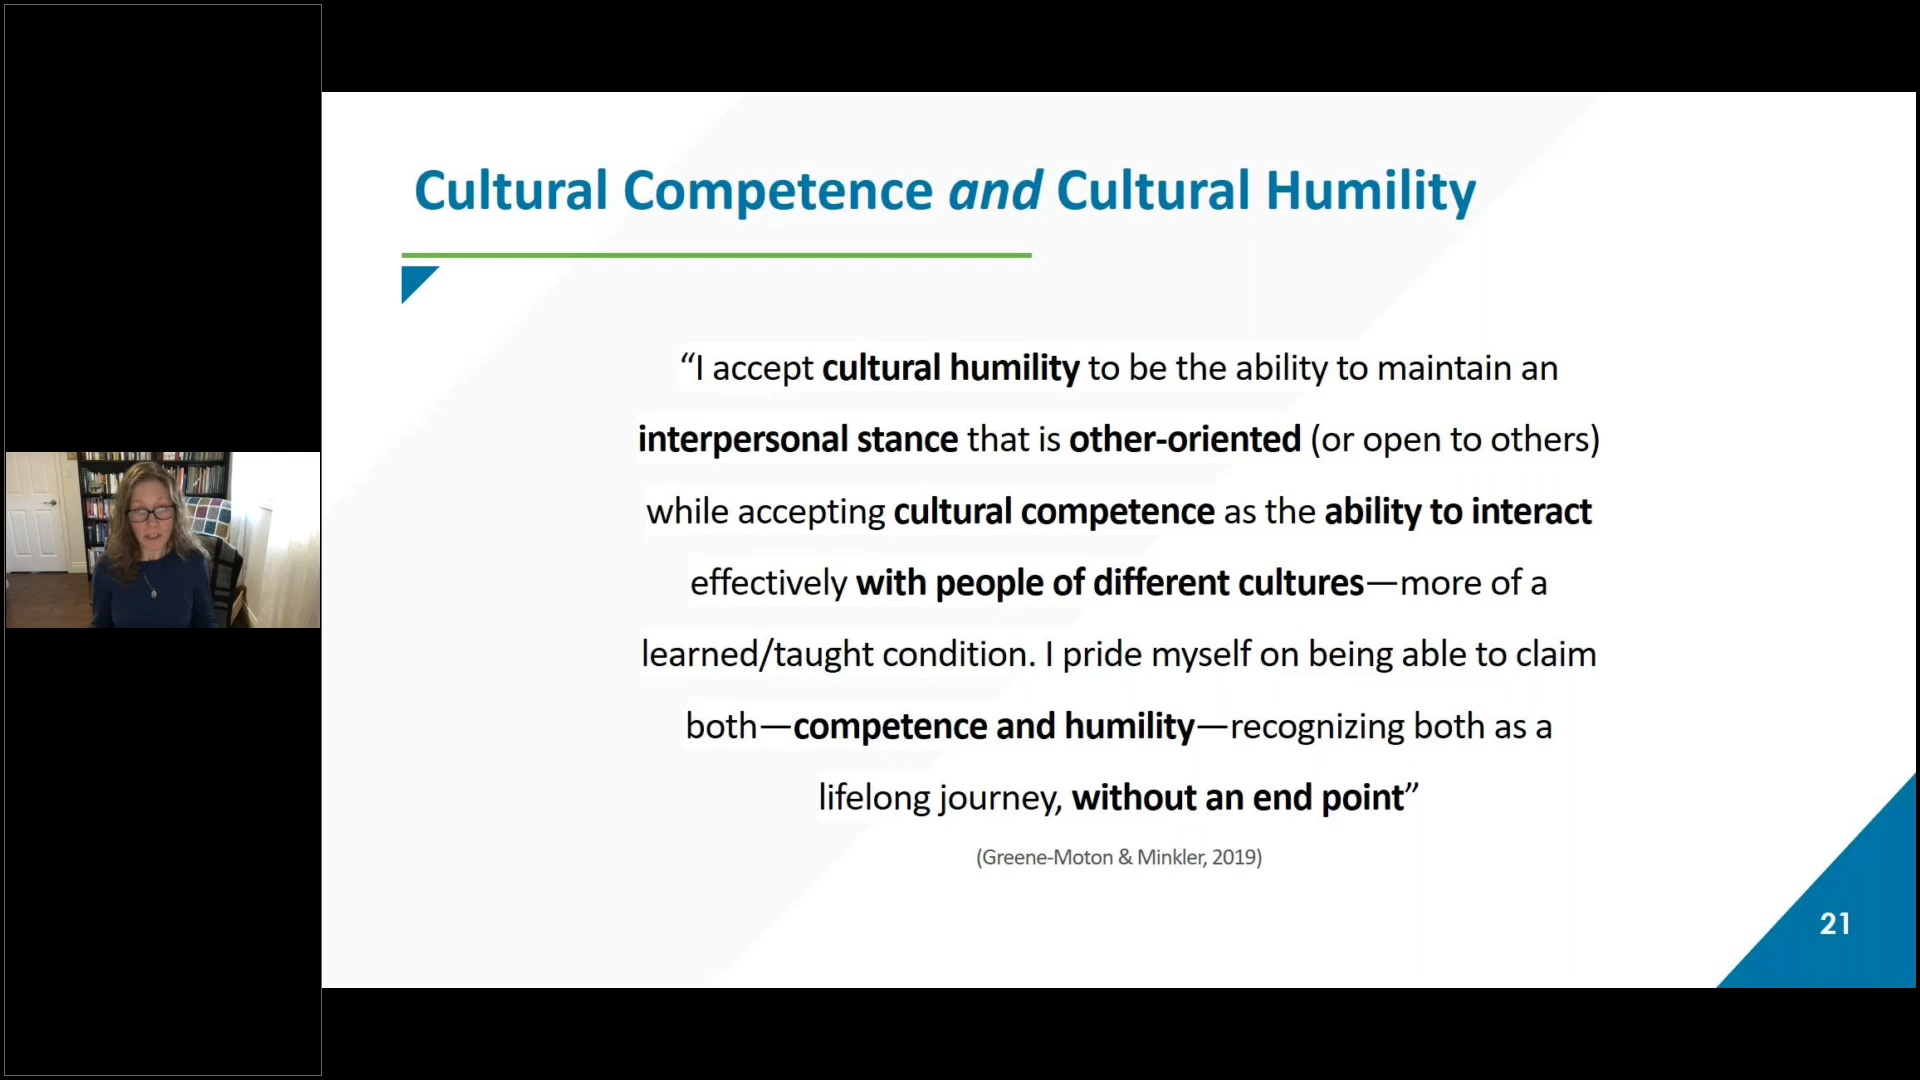 Cultural Competence and Cultural Humility
“I accept cultural humility to be the ability to maintain an
interpersonal stance that is other-oriented (or open to others)
while accepting cultural competence as the ability to interact
effectively with people of different cultures—more of a
learned/taught condition. I pride myself on being able to claim
both—competence and humility—recognizing both as a
lifelong journey, without an end point”
(Greene-Moton & Minkler, 2019)
21